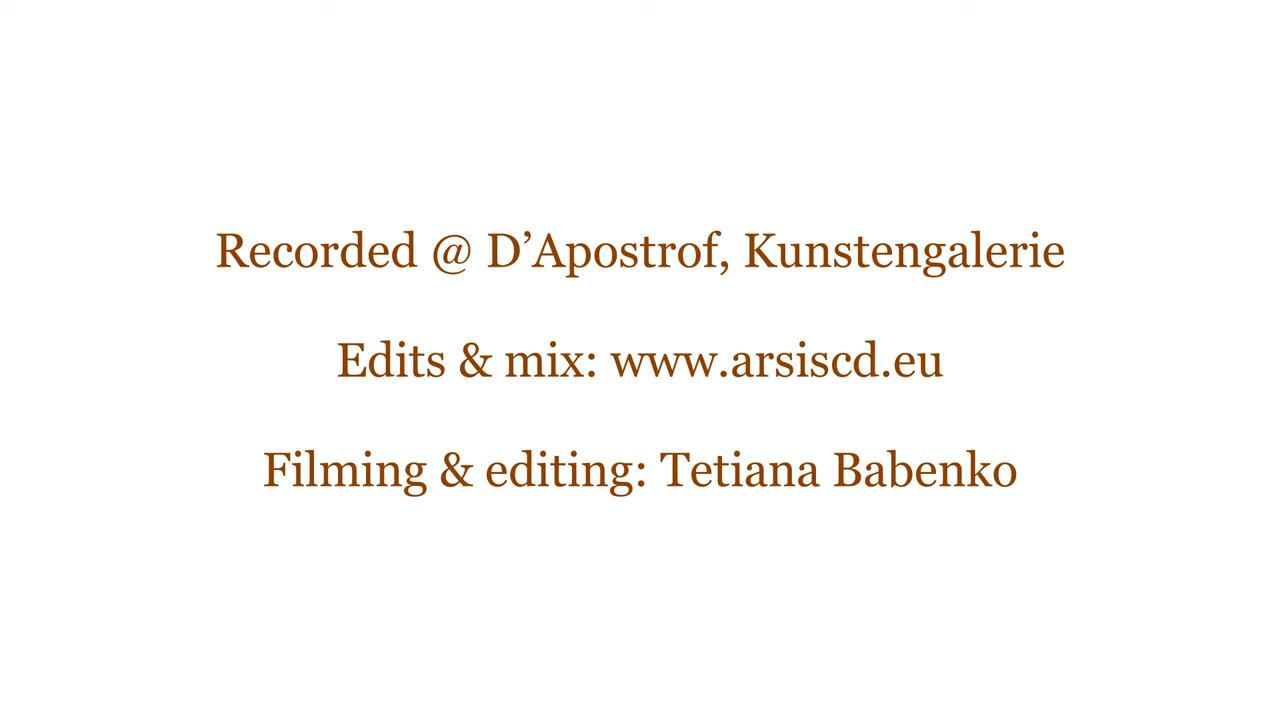 Recorded @ D’Apostrof, Kunstengalerie
Edits & mix: www.arsiscd.eu
Filming & editing: Tetiana Babenko